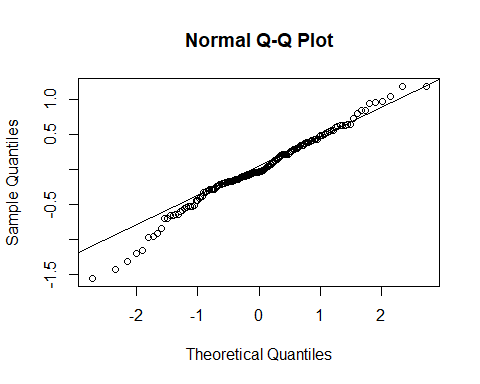 Normal Q-Q Plot
Sample Quantiles
1.0
0.5
-0.5
-1.5
-2 -1 0 1 2
Theoretical Quantiles